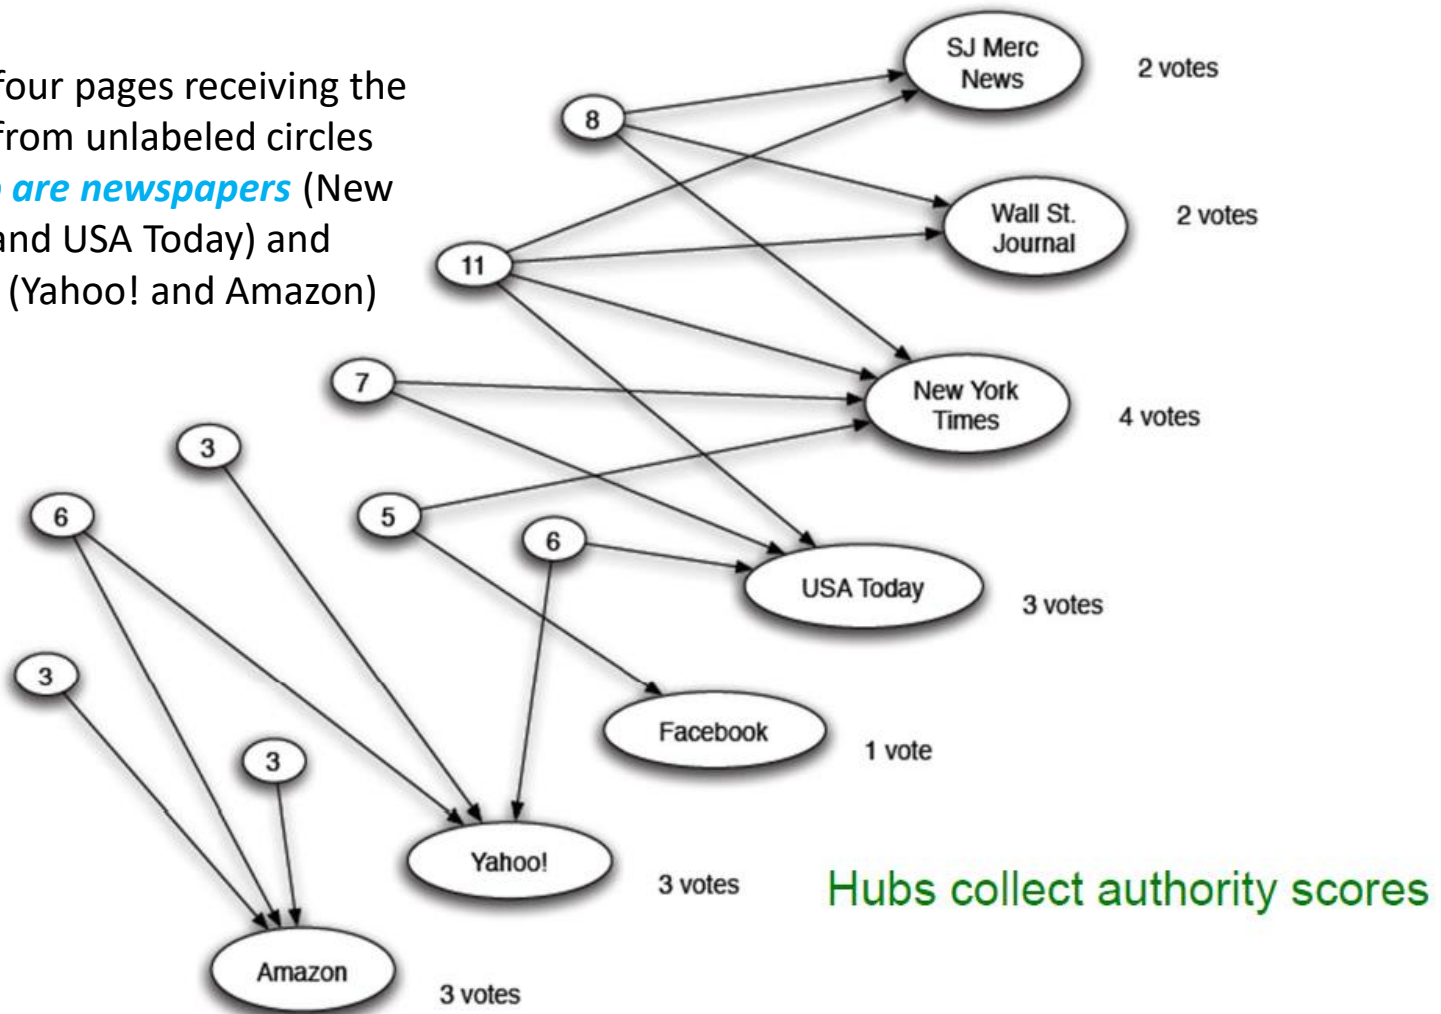 four pages receiving the
from unlabeled circles
are newspapers (New
and USA Today) and
(Yahoo! and Amazon)
SJ Merc
News
2 votes
8
Wall St.
Journal
2 votes
11
7
New York
Times
4 votes
3
6
5
6
USA Today
3 votes
3
Facebook
1 vote
3
Yahoo!
3 votes
Hubs collect authority scores
Amazon
3 votes